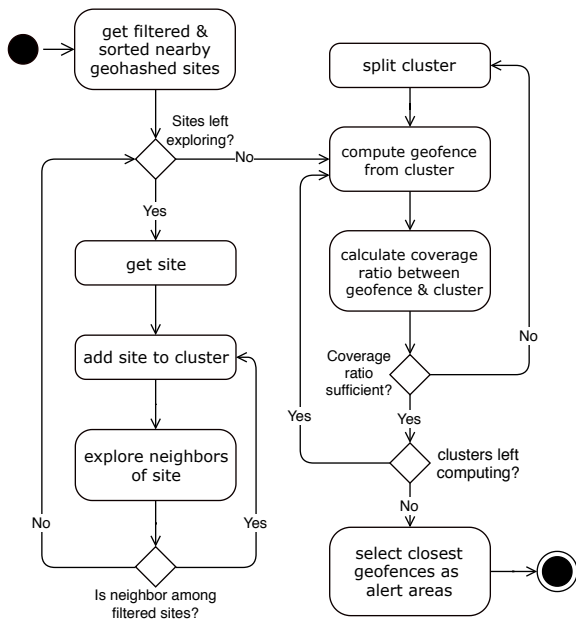 get filtered &
sorted nearby
geohashed sites
Sites left
exploring?
No
Yes
get site
add site to cluster
explore neighbors
of site
No
Yes
Is neighbor among
filtered sites?
split cluster
compute geofence
from cluster
calculate coverage
ratio between
geofence & cluster
No
Coverage
ratio
sufficient?
Yes
Yes
clusters left
computing?
No
select closest
geofences as
alert areas